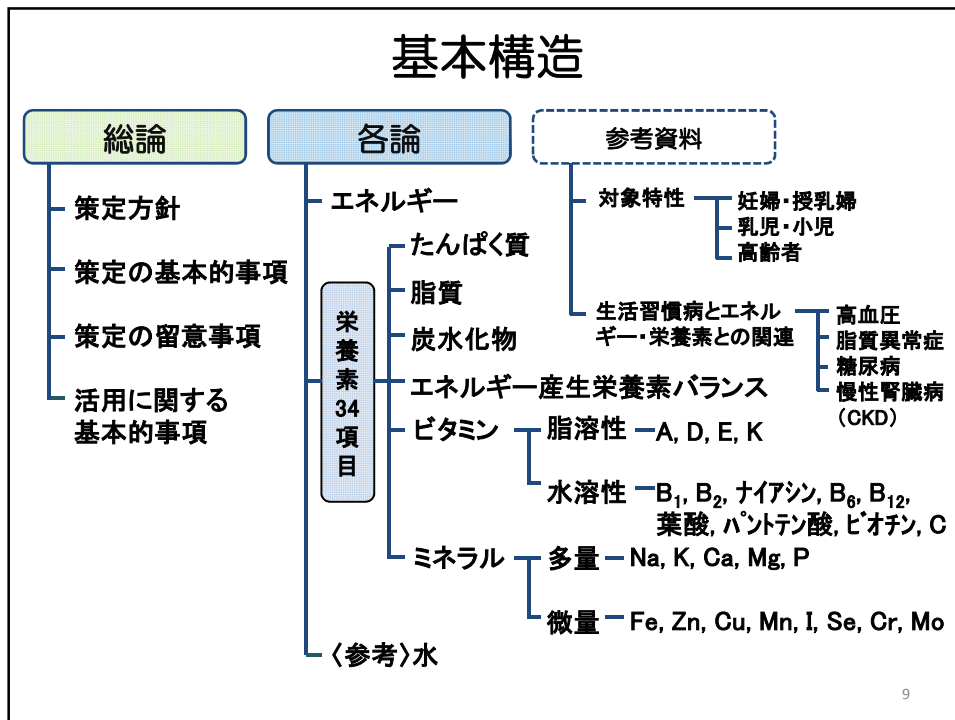 基本構造
総論
策定方針
策定の基本的事項
策定の留意事項
活用に関する
基本的事項
各論
エネルギー
栄養素34項目
たんぱく質
脂質
炭水化物
エネルギー産生栄養素バランス
ビタミン
脂溶性
A, D, E, K
水溶性
B₁, B₂, ﾅｲｱｼﾝ, B₆, B₁₂,
葉酸, ﾊﾟﾝﾄﾃﾝ酸, ﾋﾞｵﾁﾝ, C
ミネラル
多量
Na, K, Ca, Mg, P
微量
Fe, Zn, Cu, Mn, I, Se, Cr, Mo
〈参考〉水
参考資料
対象特性
妊婦・授乳婦
乳児・小児
高齢者
生活習慣病とエネル
ギー・栄養素との関連
高血圧
脂質異常症
糖尿病
慢性腎臓病
（CKD）
9